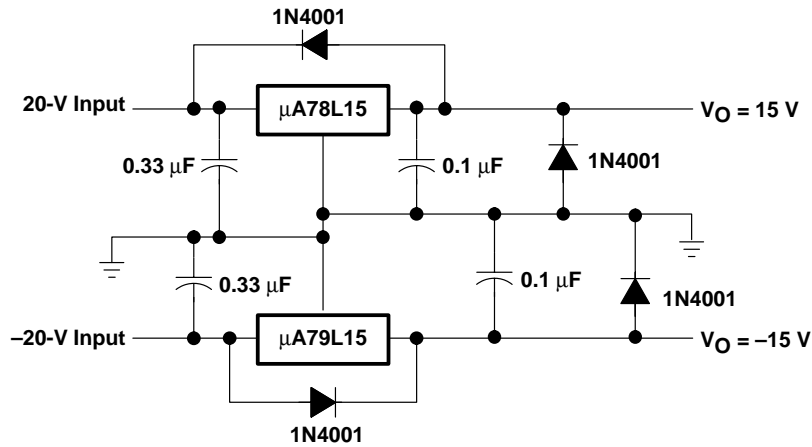 1N4001
20-V Input
μA78L15
VO = 15 V
0.33 μF
0.1 μF
1N4001
0.33 μF
0.1 μF
1N4001
–20-V Input
μA79L15
VO = –15 V
1N4001